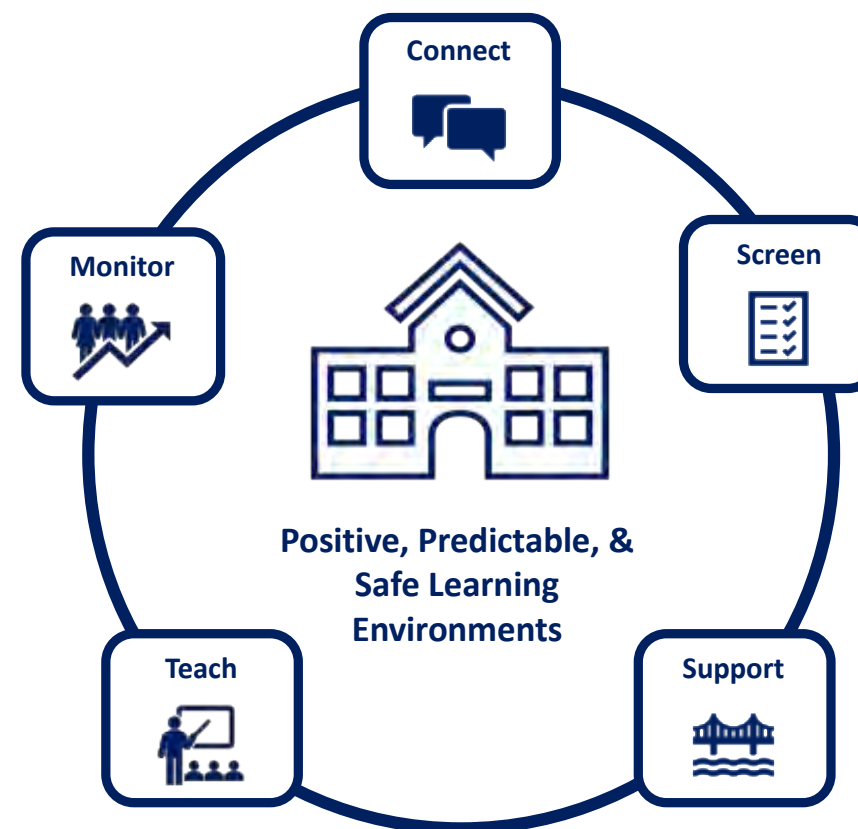 Connect
Screen
Monitor
Positive, Predictable, &
Safe Learning
Environments
Teach
Support